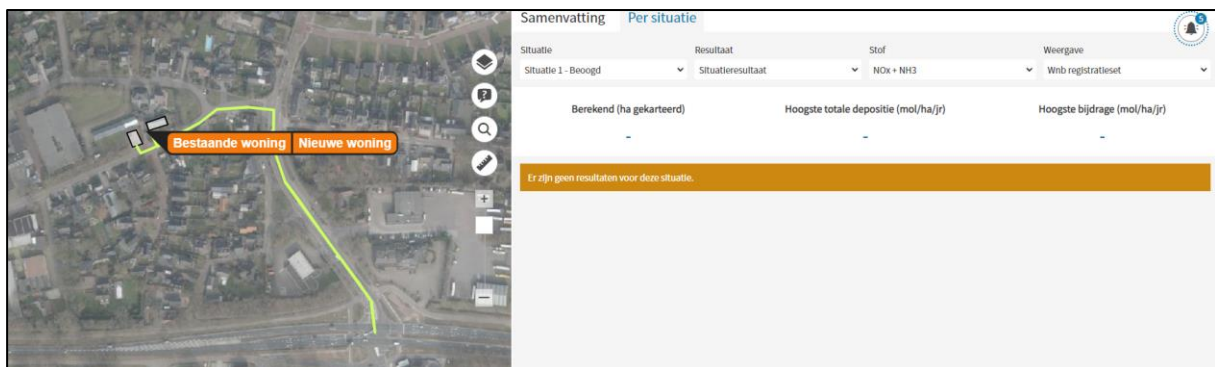 Samenvatting Per situatie
5
Situatie Resultaat Stof Weergave
Situatie 1 - Beoogd Situatieresultaat NOx + NH3 Wnb registratieset
Berekend (ha gekarteerd) Hoogste totale depositie (mol/ha/jr) Hoogste bijdrage (mol/ha/jr)
- - -
Er zijn geen resultaten voor deze situatie.
Bestaande woning Nieuwe woning